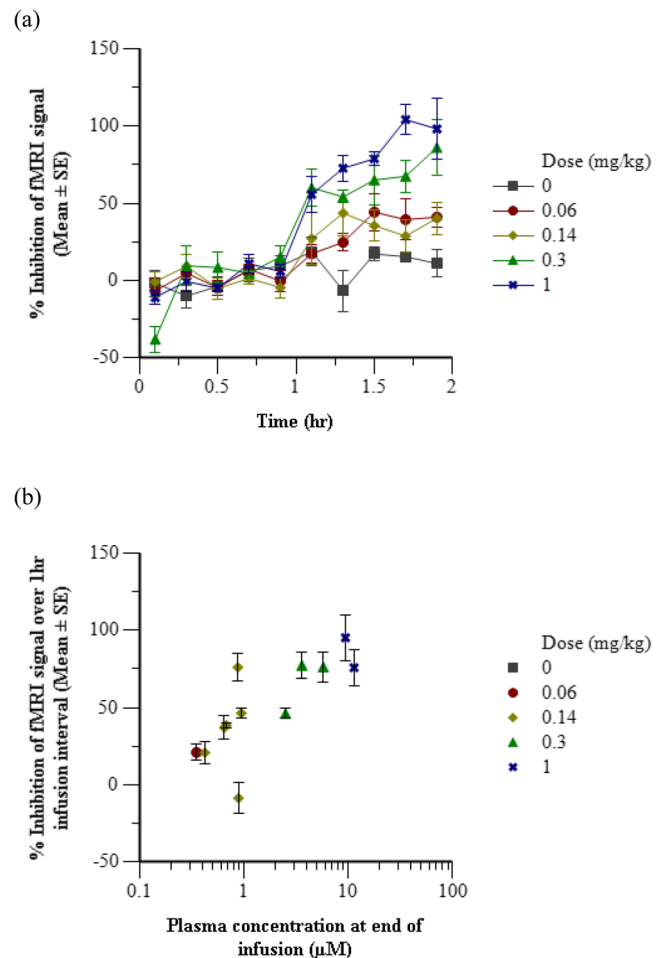 (a)
150
100
50
0
-50
0
0.5
1
1.5
2
% Inhibition of fMRI signal
(Mean ± SE)
Time (hr)
Dose (mg/kg)
0
0.06
0.14
0.3
1
(b)
150
100
50
0
-50
0.1
1
10
100
% Inhibition of fMRI signal over 1hr
infusion interval (Mean ± SE)
Plasma concentration at end of
infusion (µM)
Dose (mg/kg)
0
0.06
0.14
0.3
1